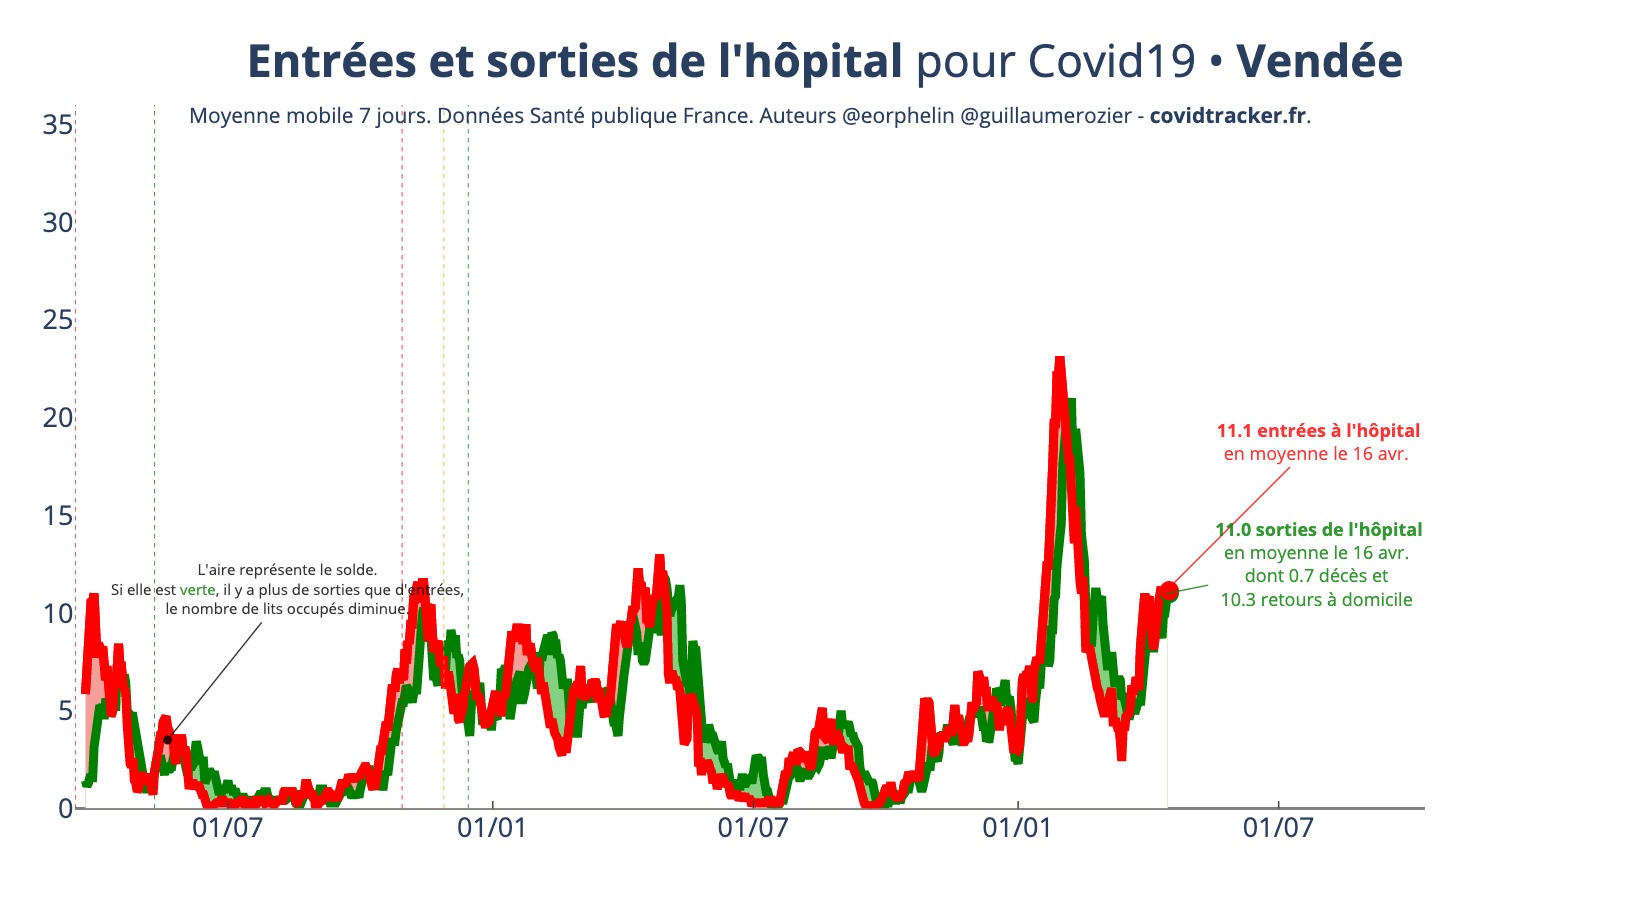 Entrées et sorties de l'hôpital pour Covid19 • Vendée
Moyenne mobile 7 jours. Données Santé publique France. Auteurs @eorphelin @guillaumerozier - covidtracker.fr.
35
30
25
20
15
10
5
0
11.1 entrées à l'hôpital
en moyenne le 16 avr.
11.0 sorties de l'hôpital
en moyenne le 16 avr.
dont 0.7 décès et
10.3 retours à domicile
L'aire représente le solde.
Si elle est verte, il y a plus de sorties que d'entrées,
le nombre de lits occupés diminue.
01/07
01/01
01/07
01/01
01/07